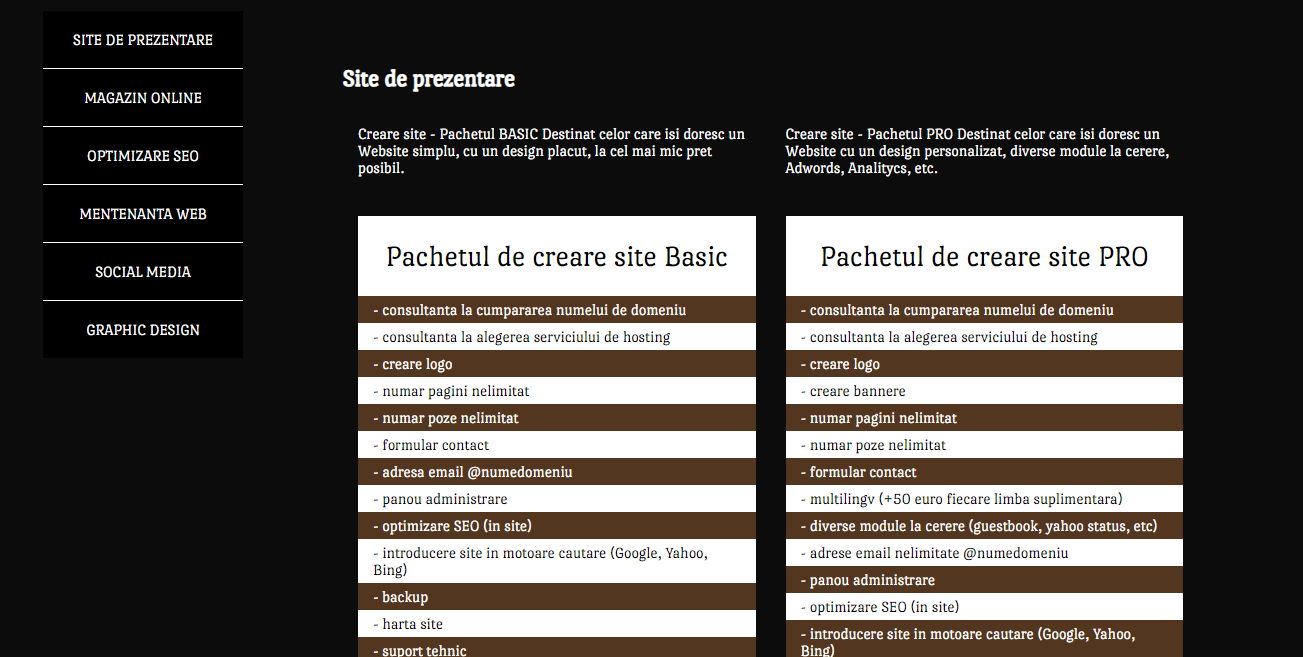 SITE DE PREZENTARE
MAGAZIN ONLINE
OPTIMIZARE SEO
MENTENANTA WEB
SOCIAL MEDIA
GRAPHIC DESIGN
Site de prezentare
Creare site - Pachetul BASIC Destinat celor care isi doresc un
Website simplu, cu un design placut, la cel mai mic pret
posibil.
Pachetul de creare site Basic
- consultanta la cumpararea numelui de domeniu
- consultanta la alegerea serviciului de hosting
- creare logo
- numar pagini nelimitat
- numar poze nelimitat
- formular contact
- adresa email @numedomeniu
- panou administrare
- optimizare SEO (in site)
- introducere site in motoare cautare (Google, Yahoo,
Bing)
- backup
- harta site
- suport tehnic
Creare site - Pachetul PRO Destinat celor care isi doresc un
Website cu un design personalizat, diverse module la cerere,
Adwords, Analitycs, etc.
Pachetul de creare site PRO
- consultanta la cumpararea numelui de domeniu
- consultanta la alegerea serviciului de hosting
- creare logo
- creare bannere
- numar pagini nelimitat
- numar poze nelimitat
- formular contact
- multilingv (+50 euro fiecare limba suplimentara)
- diverse module la cerere (guestbook, yahoo status, etc)
- adrese email nelimitate @numedomeniu
- panou administrare
- optimizare SEO (in site)
- introducere site in motoare cautare (Google, Yahoo,
Bing)